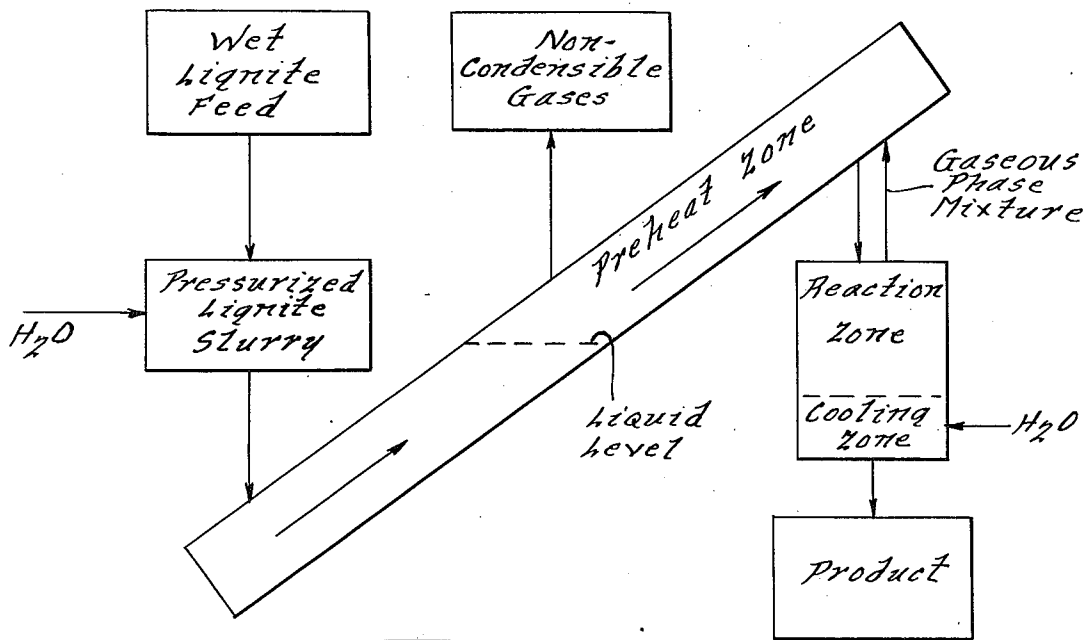 Wet
Lignite
Feed
Non-
Condensible
Gases
Preheat Zone
Gaseous
Phase
Mixture
Pressurized
Lignite
Slurry
H2O
Reaction
Zone
Liquid
Level
Cooling
Zone
H2O
Product